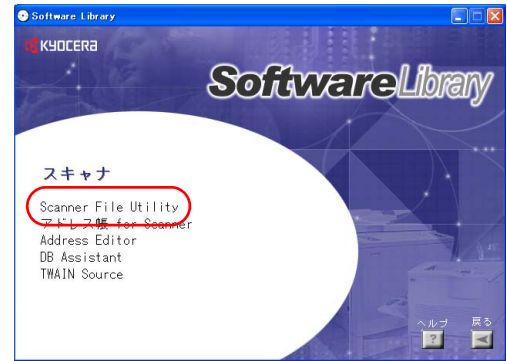 Software Library
KYOCERA
SoftwareLibrary
スキャナ
Scanner File Utility
アドレス帳 for Scanner
Address Editor
DB Assistant
TWAIN Source
ヘルプ 戻る
?